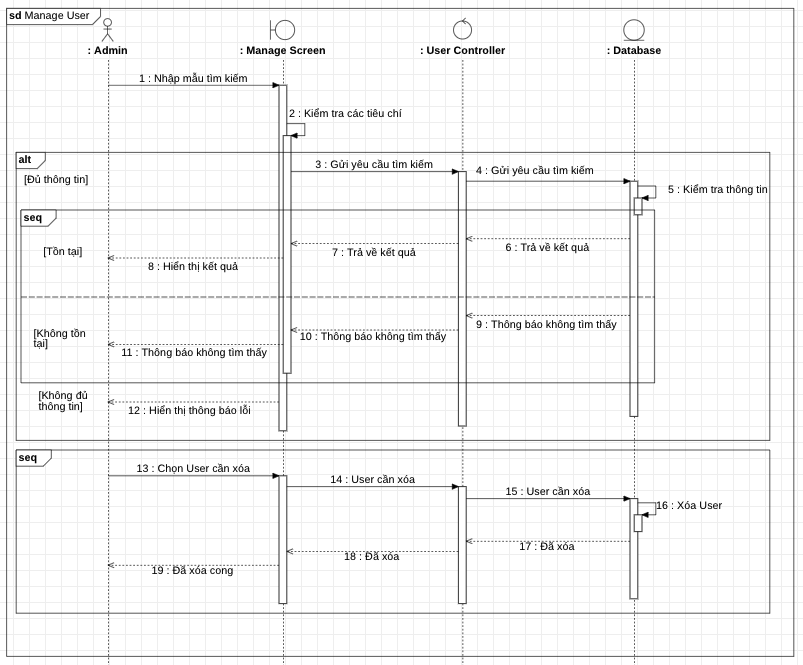 sd Manage User
: Admin
: Manage Screen
: User Controller
: Database
1 : Nhập mẫu tìm kiếm
2 : Kiểm tra các tiêu chí
alt
[Đủ thông tin]
3 : Gửi yêu cầu tìm kiếm
4 : Gửi yêu cầu tìm kiếm
5 : Kiểm tra thông tin
seq
[Tồn tại]
6 : Trả về kết quả
7 : Trả về kết quả
8 : Hiển thị kết quả
[Không tồn
tại]
9 : Thông báo không tìm thấy
10 : Thông báo không tìm thấy
11 : Thông báo không tìm thấy
[Không đủ
thông tin]
12 : Hiển thị thông báo lỗi
seq
13 : Chọn User cần xóa
14 : User cần xóa
15 : User cần xóa
16 : Xóa User
17 : Đã xóa
18 : Đã xóa
19 : Đã xóa cong